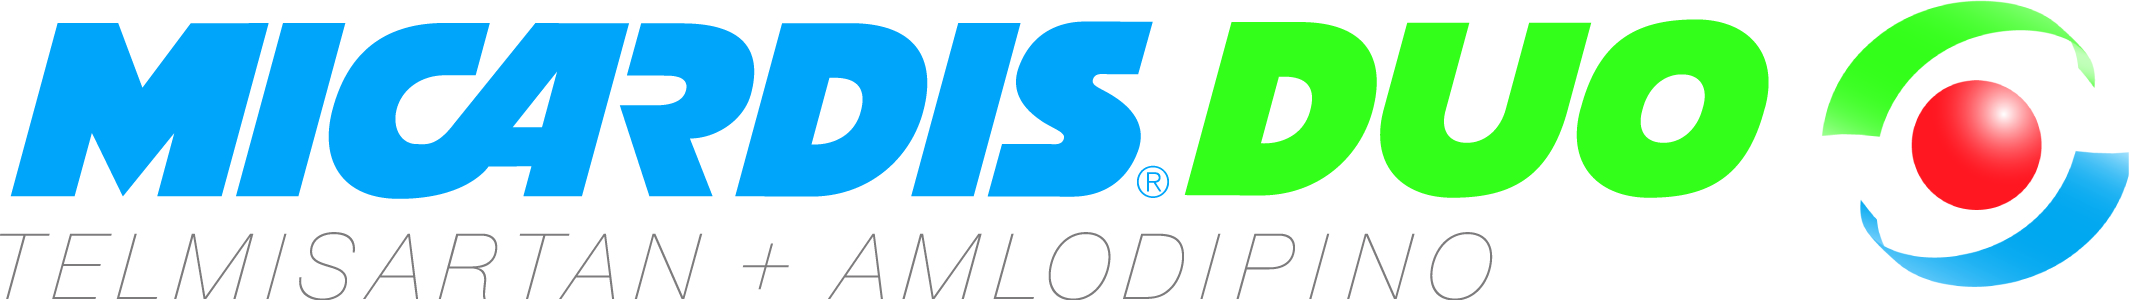 MICARDIS® DUO
TELMISARTAN + AMLODIPINO